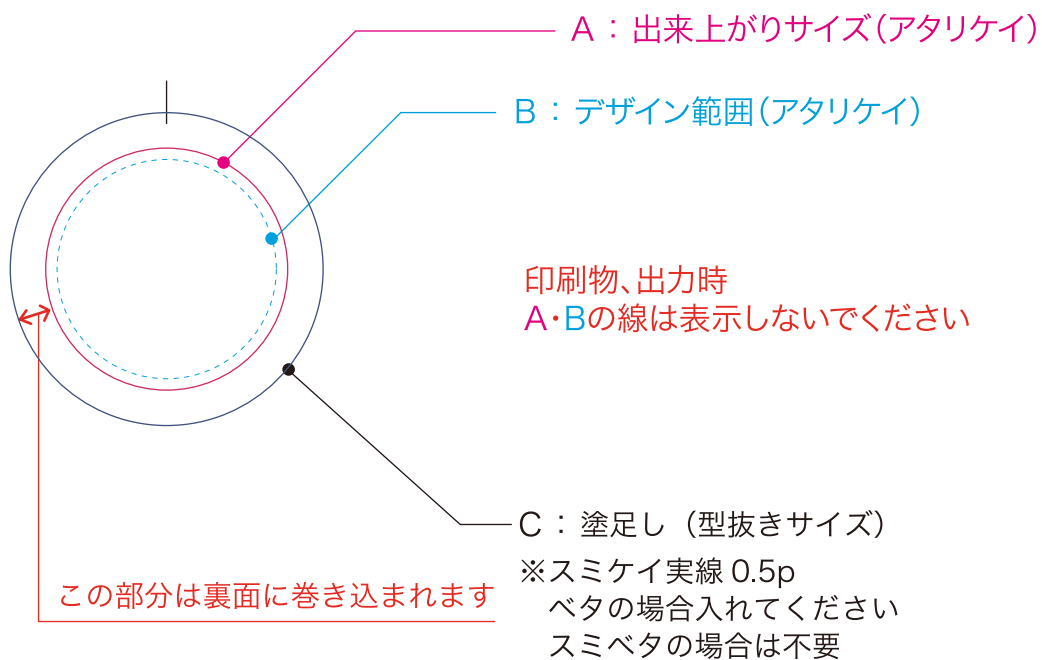 A：出来上がりサイズ（アタリケイ）
B：デザイン範囲（アタリケイ）
印刷物、出力時
A・Bの線は表示しないでください
C：塗足し（型抜きサイズ）
※スミケイ実線 0.5p
ベタの場合入れてください
スミベタの場合は不要
この部分は裏面に巻き込まれます